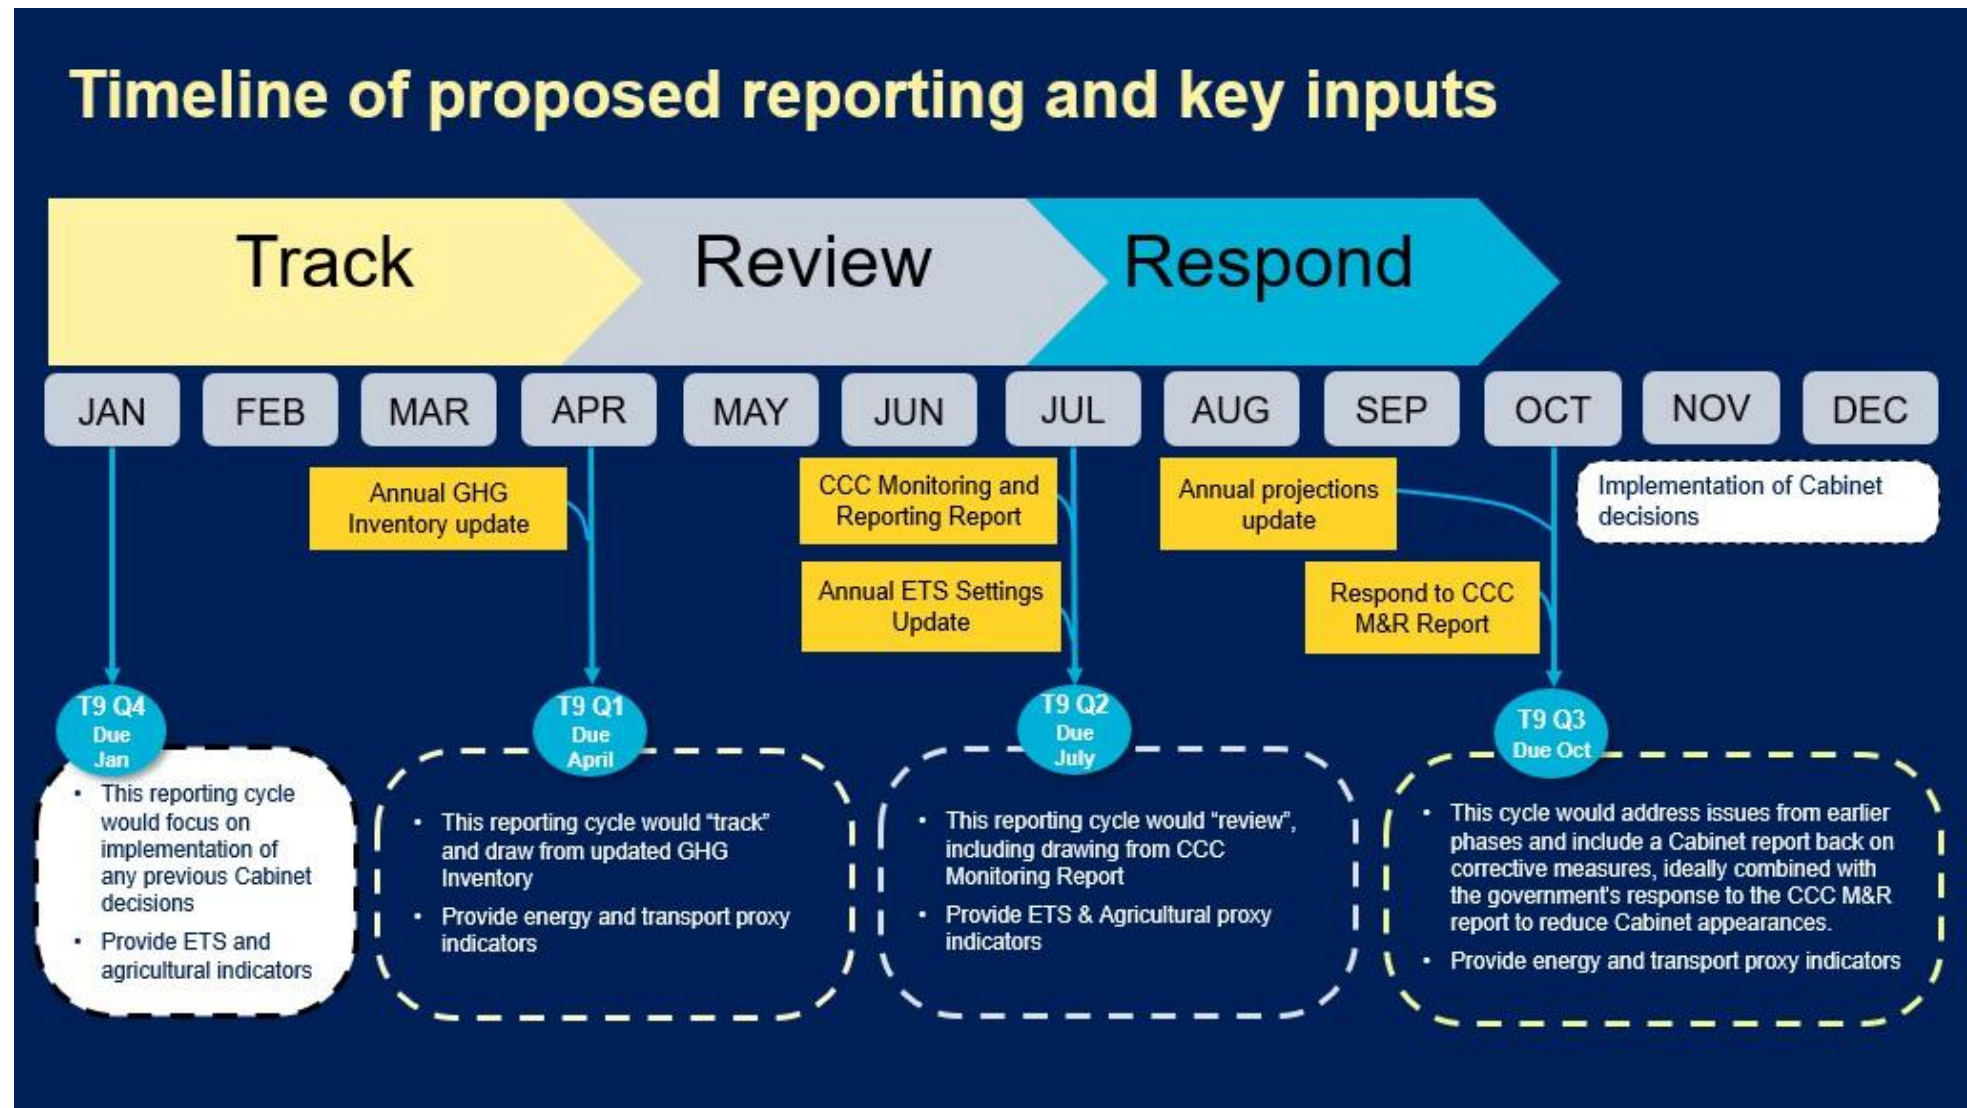 Timeline of proposed reporting and key inputs
Track
Review
Respond
JAN
FEB
MAR
APR
MAY
JUN
JUL
AUG
SEP
OCT
NOV
DEC
Annual GHG
Inventory update
CCC Monitoring and
Reporting Report
Annual ETS Settings
Update
Annual projections
update
Respond to CCC
M&R Report
Implementation of Cabinet
decisions
T9 Q4
Due
Jan
• This reporting cycle
would focus on
implementation of
any previous Cabinet
decisions
• Provide ETS and
agricultural indicators
T9 Q1
Due
April
• This reporting cycle would “track”
and draw from updated GHG
Inventory
• Provide energy and transport proxy
indicators
T9 Q2
Due
July
• This reporting cycle would “review”,
including drawing from CCC
Monitoring Report
• Provide ETS & Agricultural proxy
indicators
T9 Q3
Due Oct
• This cycle would address issues from earlier
phases and include a Cabinet report back on
corrective measures, ideally combined with
the government's response to the CCC M&R
report to reduce Cabinet appearances.
• Provide energy and transport proxy indicators